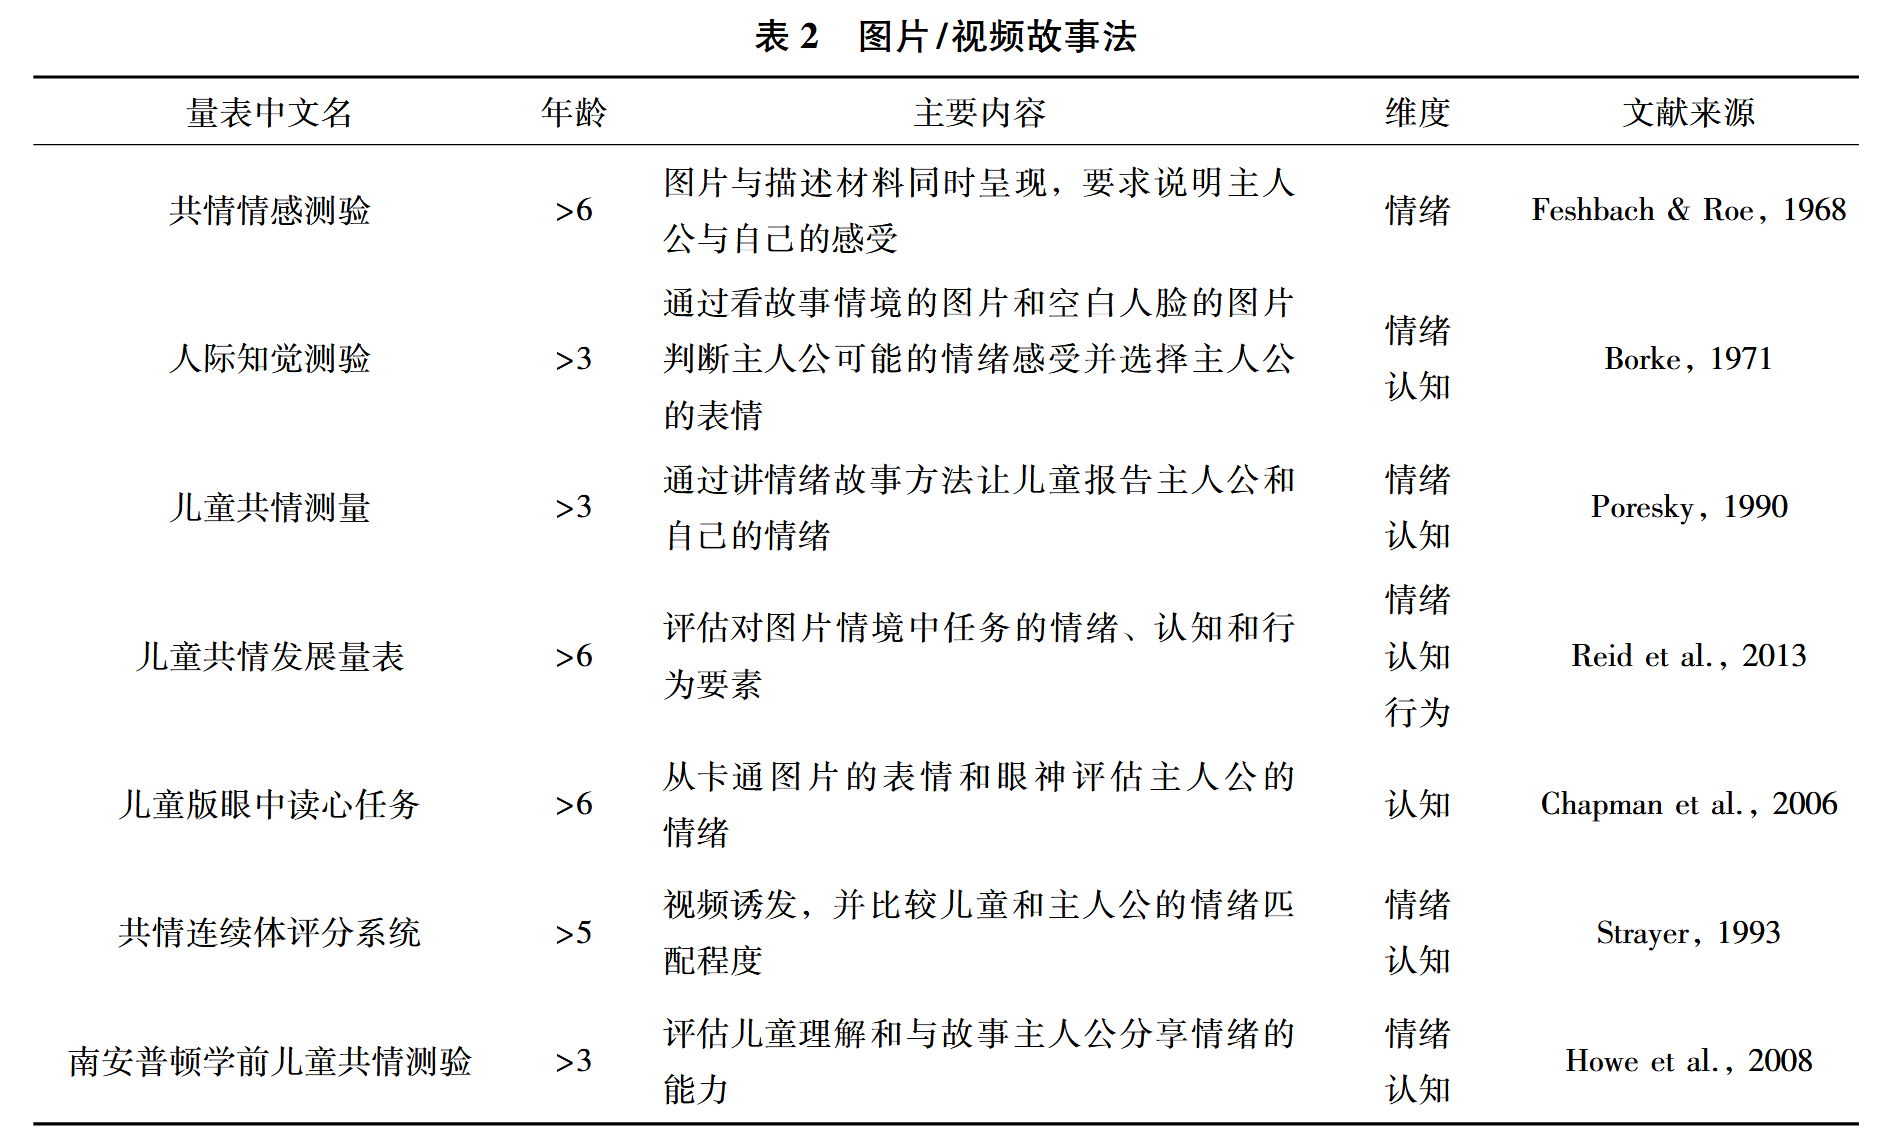 表 2 图片/视频故事法
量表中文名 年龄 主要内容 维度 文献来源
共情情感测验 >6 图片与描述材料同时呈现，要求说明主人 情绪 Feshbach & Roe, 1968
公与自己的感受
人际知觉测验 >3 通过看故事情境的图片和空白人脸的图片 情绪 Borke, 1971
判断主人公可能的情绪感受并选择主人公 认知
的表情
儿童共情测量 >3 通过讲情绪故事方法让儿童报告主人公和 情绪 Poresky, 1990
自己的情绪 认知
儿童共情发展量表 >6 评估对图片情境中任务的情绪、认知和行 情绪 Reid et al., 2013
为要素 认知
行为
儿童版眼中读心任务 >6 从卡通图片的表情和眼神评估主人公的 认知 Chapman et al., 2006
情绪
共情连续体评分系统 >5 视频诱发，并比较儿童和主人公的情绪匹 情绪 Strayer, 1993
配程度 认知
南安普顿学前儿童共情测验 >3 评估儿童理解和与故事主人公分享情绪的 情绪 Howe et al., 2008
能力 认知